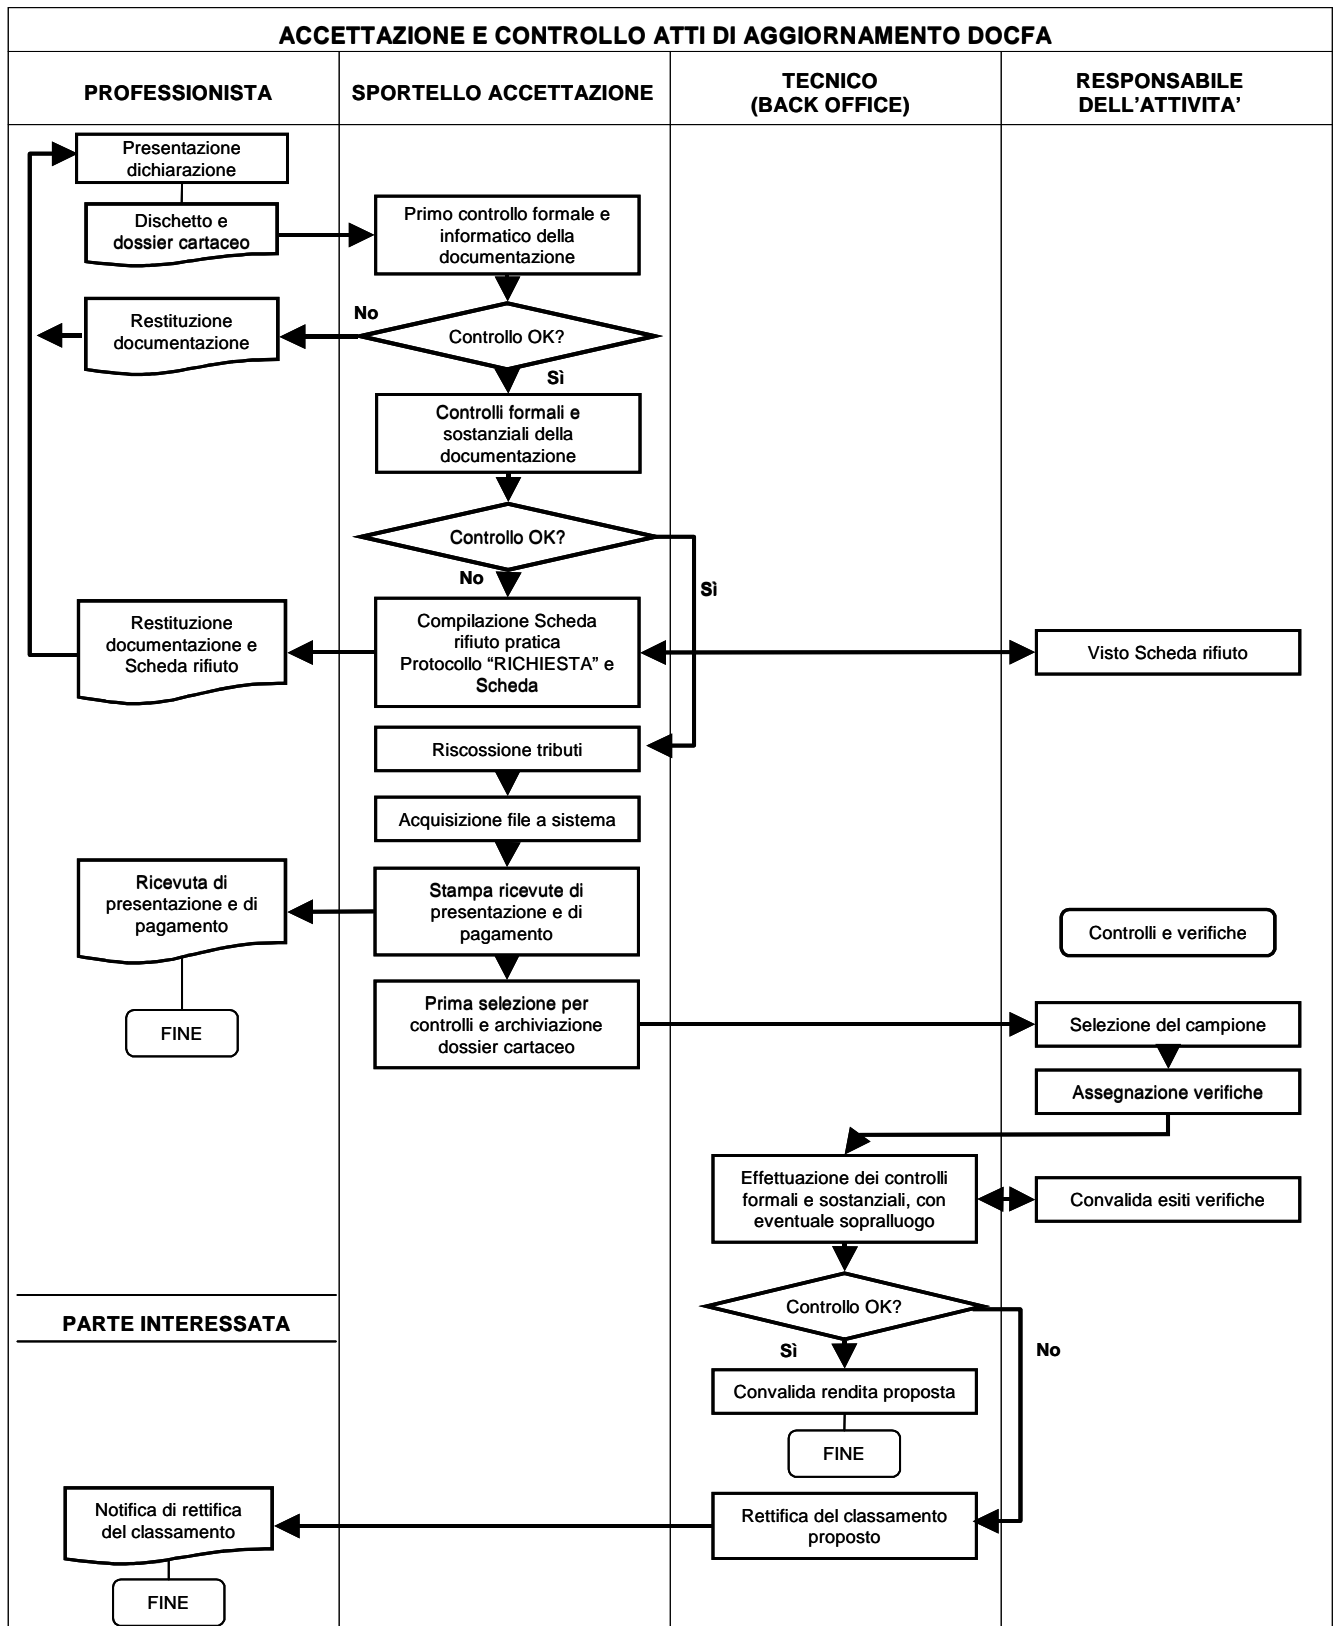 ACCETTAZIONE E CONTROLLO ATTI DI AGGIORNAMENTO DOCFA
PROFESSIONISTA
SPORTELLO ACCETTAZIONE
TECNICO
(BACK OFFICE)
RESPONSABILE
DELL'ATTIVITA'
Presentazione
dichiarazione
Dischetto e
dossier cartaceo
Primo controllo formale e
informatico della
documentazione
Restituzione
documentazione
No
Controllo OK?
Sì
Controlli formali e
sostanziali della
documentazione
Controllo OK?
No
Sì
Restituzione
documentazione e
Scheda rifiuto
Compilazione Scheda
rifiuto pratica
Protocollo “RICHIESTA” e
Scheda
Visto Scheda rifiuto
Riscossione tributi
Acquisizione file a sistema
Ricevuta di
presentazione e di
pagamento
Stampa ricevute di
presentazione e di
pagamento
Controlli e verifiche
FINE
Prima selezione per
controlli e archiviazione
dossier cartaceo
Selezione del campione
Assegnazione verifiche
Effettuazione dei controlli
formali e sostanziali, con
eventuale sopralluogo
Convalida esiti verifiche
Controllo OK?
PARTE INTERESSATA
Sì
No
Convalida rendita proposta
FINE
Notifica di rettifica
del classamento
Rettifica del classamento
proposto
FINE